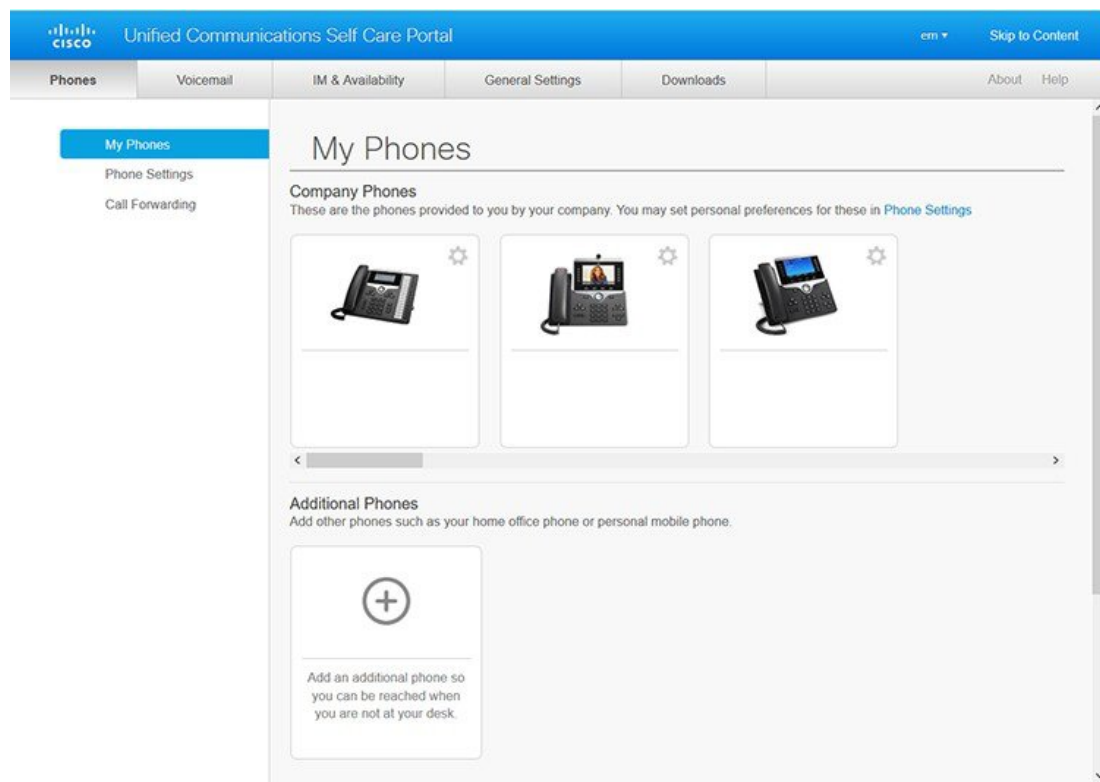 CISCO
Unified Communications Self Care Portal
em
Skip to Content
Phones
Voicemail
IM & Availability
General Settings
Downloads
About
Help
My Phones
Phone Settings
Call Forwarding
My Phones
Company Phones
These are the phones provided to you by your company. You may set personal preferences for these in Phone Settings
Additional Phones
Add other phones such as your home office phone or personal mobile phone.
Add an additional phone so
you can be reached when
you are not at your desk.